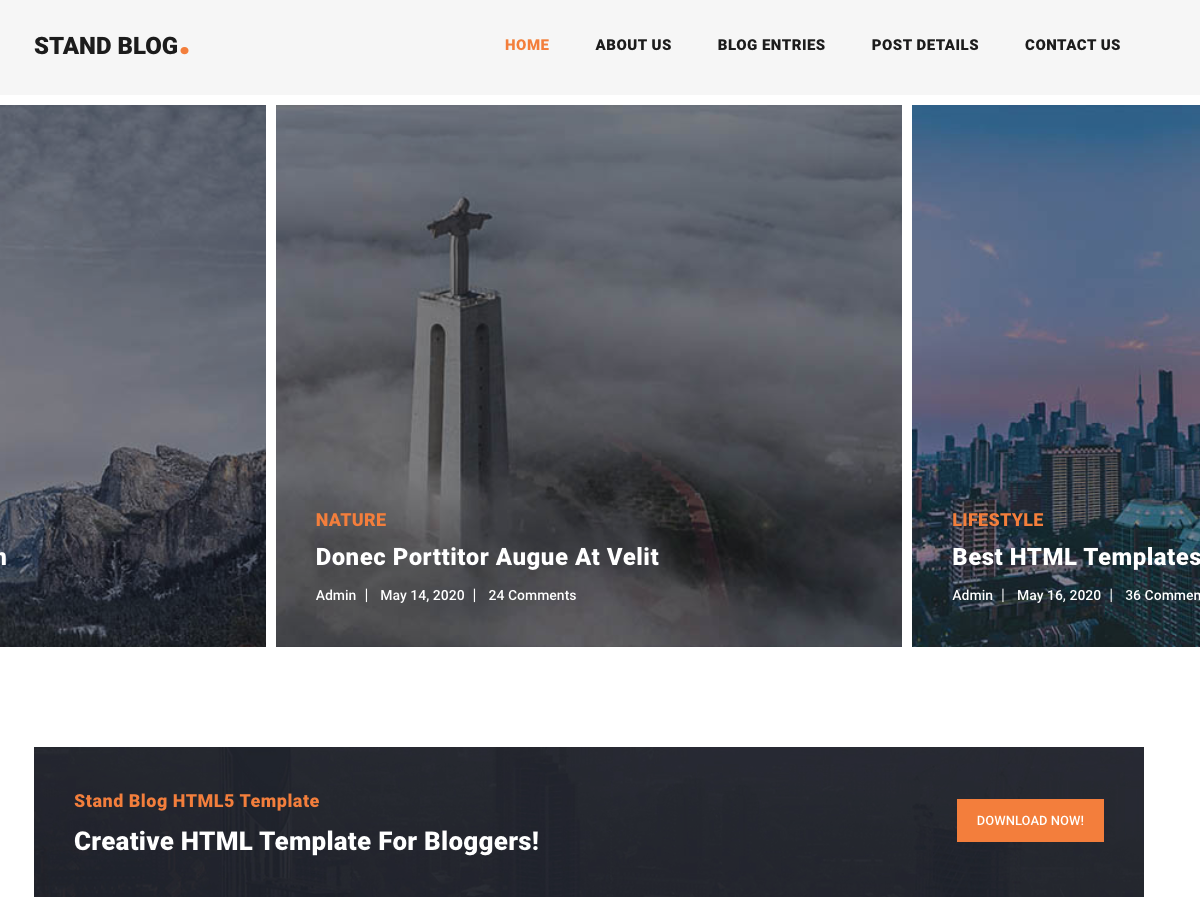 STAND BLOG.
HOME ABOUT US BLOG ENTRIES POST DETAILS CONTACT US
NATURE
Donec Porttitor Augue At Velit
Admin | May 14, 2020 | 24 Comments
LIFESTYLE
Best HTML Templates
Admin | May 16, 2020 | 36
Stand Blog HTML5 Template
Creative HTML Template For Bloggers!
DOWNLOAD NOW!